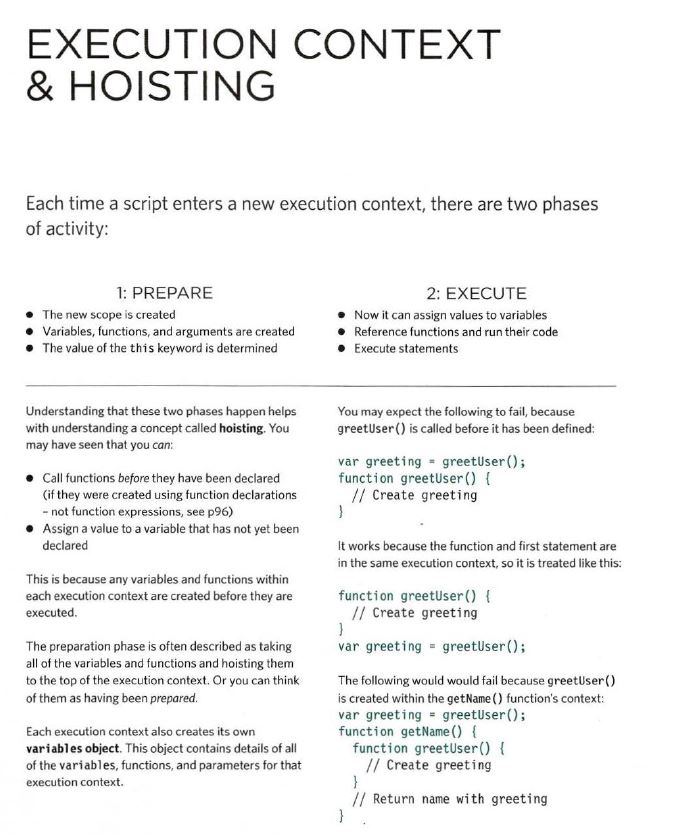 EXECUTION CONTEXT
& HOISTING
Each time a script enters a new execution context, there are two phases
of activity:
1: PREPARE
● The new scope is created
● Variables, functions, and arguments are created
● The value of the this keyword is determined
2: EXECUTE
● Now it can assign values to variables
● Reference functions and run their code
● Execute statements
Understanding that these two phases happen helps
with understanding a concept called hoisting. You
may have seen that you can:
● Call functions before they have been declared
(if they were created using function declarations
– not function expressions, see p96)
● Assign a value to a variable that has not yet been
declared
This is because any variables and functions within
each execution context are created before they are
executed.
The preparation phase is often described as taking
all of the variables and functions and hoisting them
to the top of the execution context. Or you can think
of them as having been prepared.
Each execution context also creates its own
variables object. This object contains details of all
of the variables, functions, and parameters for that
execution context.
You may expect the following to fail, because
greetUser() is called before it has been defined:
var greeting = greetUser();
function greetUser() {
  // Create greeting
}
It works because the function and first statement are
in the same execution context, so it is treated like this:
function greetUser() {
  // Create greeting
}
var greeting = greetUser();
The following would would fail because greetUser()
is created within the getName() function's context:
var greeting = greetUser();
function getName() {
  function greetUser() {
    // Create greeting
  }
  // Return name with greeting
}